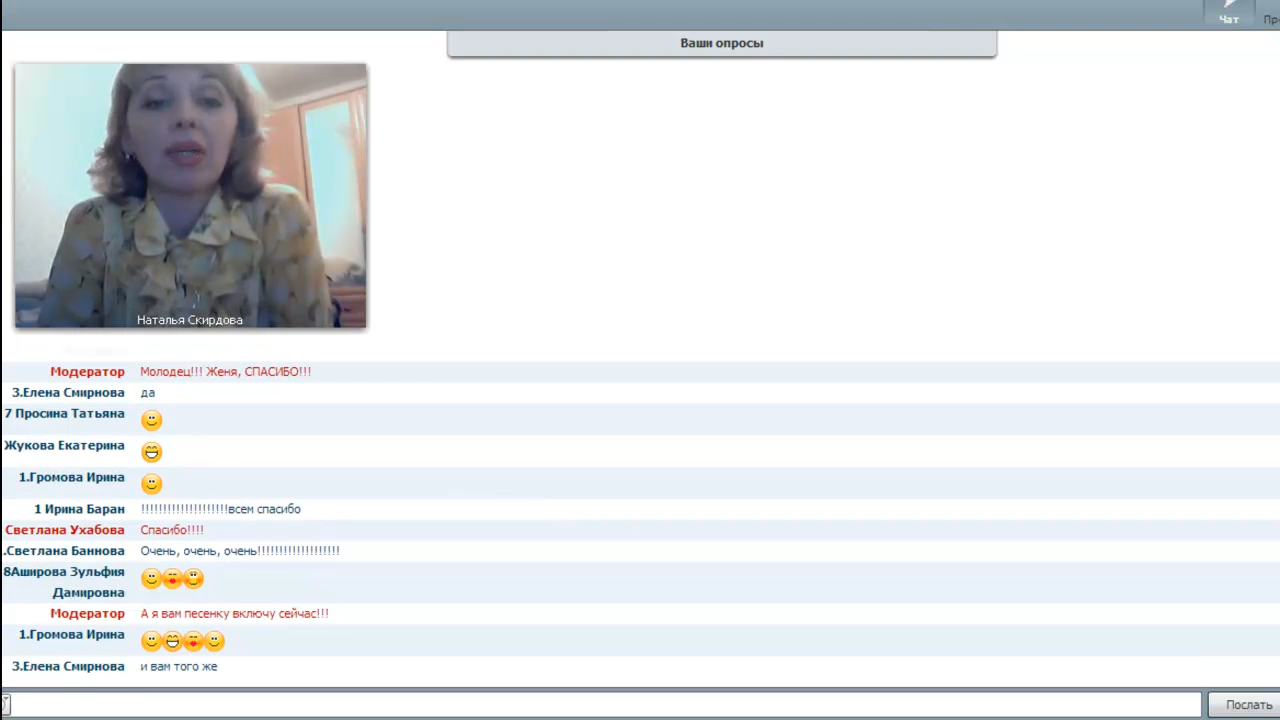 Чат
Ваши опросы
Наталья Скирдова
Модератор Молодец!!! Женя, СПАСИБО!!!
3.Елена Смирнова да
7 Просина Татьяна
Жукова Екатерина
1.Громова Ирина
1 Ирина Баран !!!!!!!!!!!!!!!!!!!!всем спасибо
Светлана Ухабова Спасибо!!!!
.Светлана Баннова Очень, очень, очень!!!!!!!!!!!!!!!!!!!
8Аширова Зульфия
Дамировна
Модератор А я вам песенку включу сейчас!!!
1.Громова Ирина
3.Елена Смирнова и вам того же
Послать